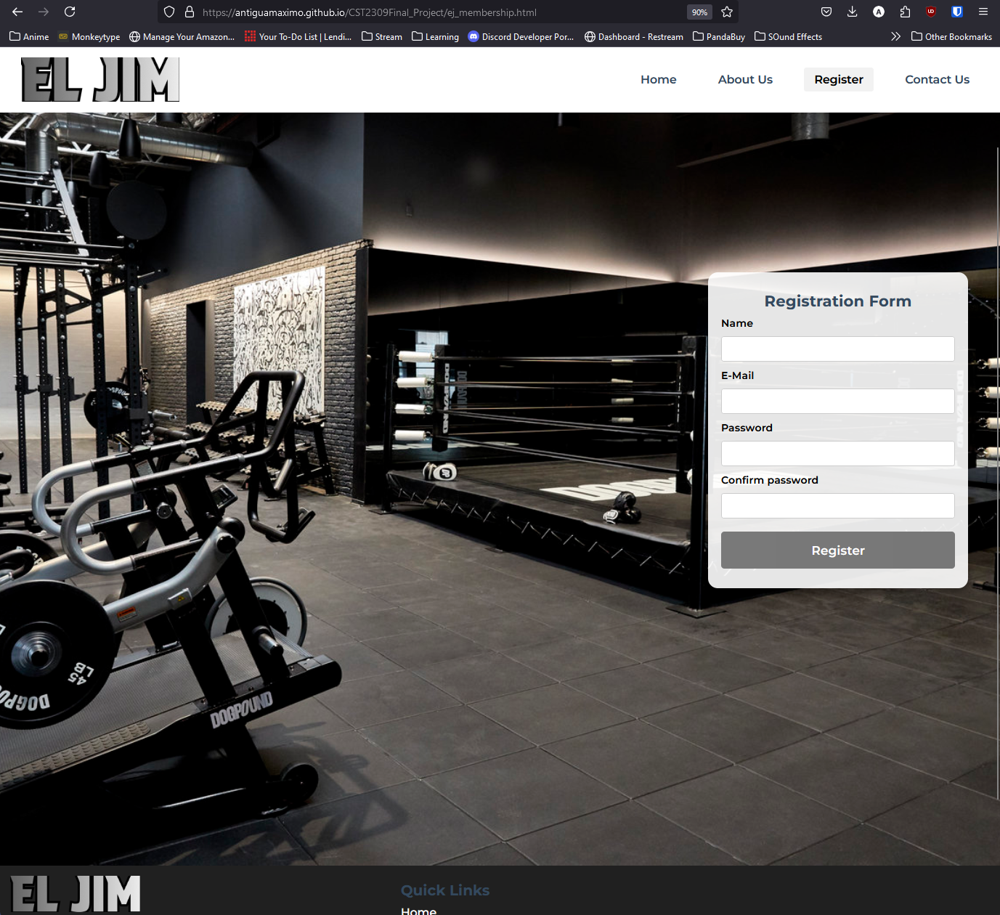 https://antiguamaximo.github.io/CST2309Final_Project/ej_membership.html
90%
Anime
Monkeytype
Manage Your Amazon...
Your To-Do List | Lendi...
Stream
Learning
Discord Developer Por...
Dashboard - Restream
PandaBuy
SOund Effects
Other Bookmarks
EL JIM
Home
About Us
Register
Contact Us
Registration Form
Name
E-Mail
Password
Confirm password
Register
45
LB
DOGPOUND
EL JIM
Quick Links
Home